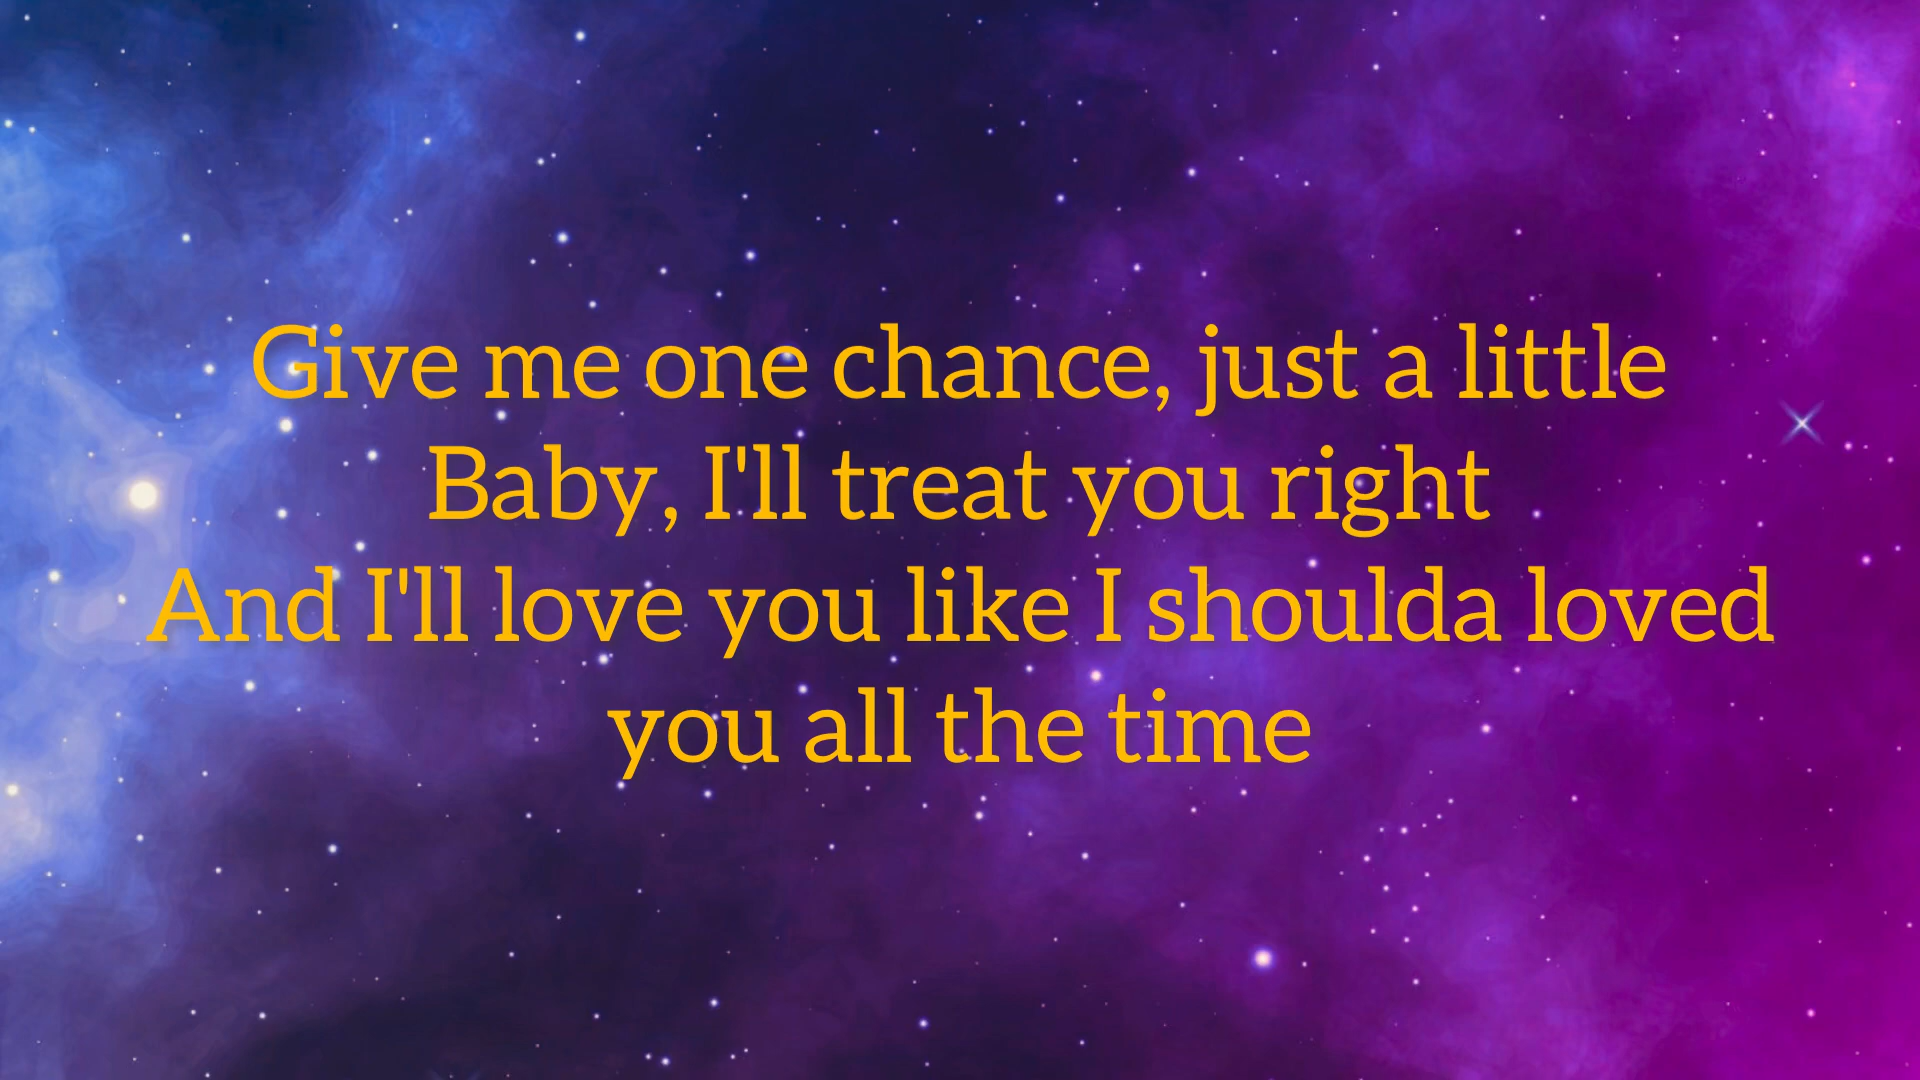 Give me one chance, just a little
Baby, I'll treat you right
And I'll love you like I shoulda loved
you all the time